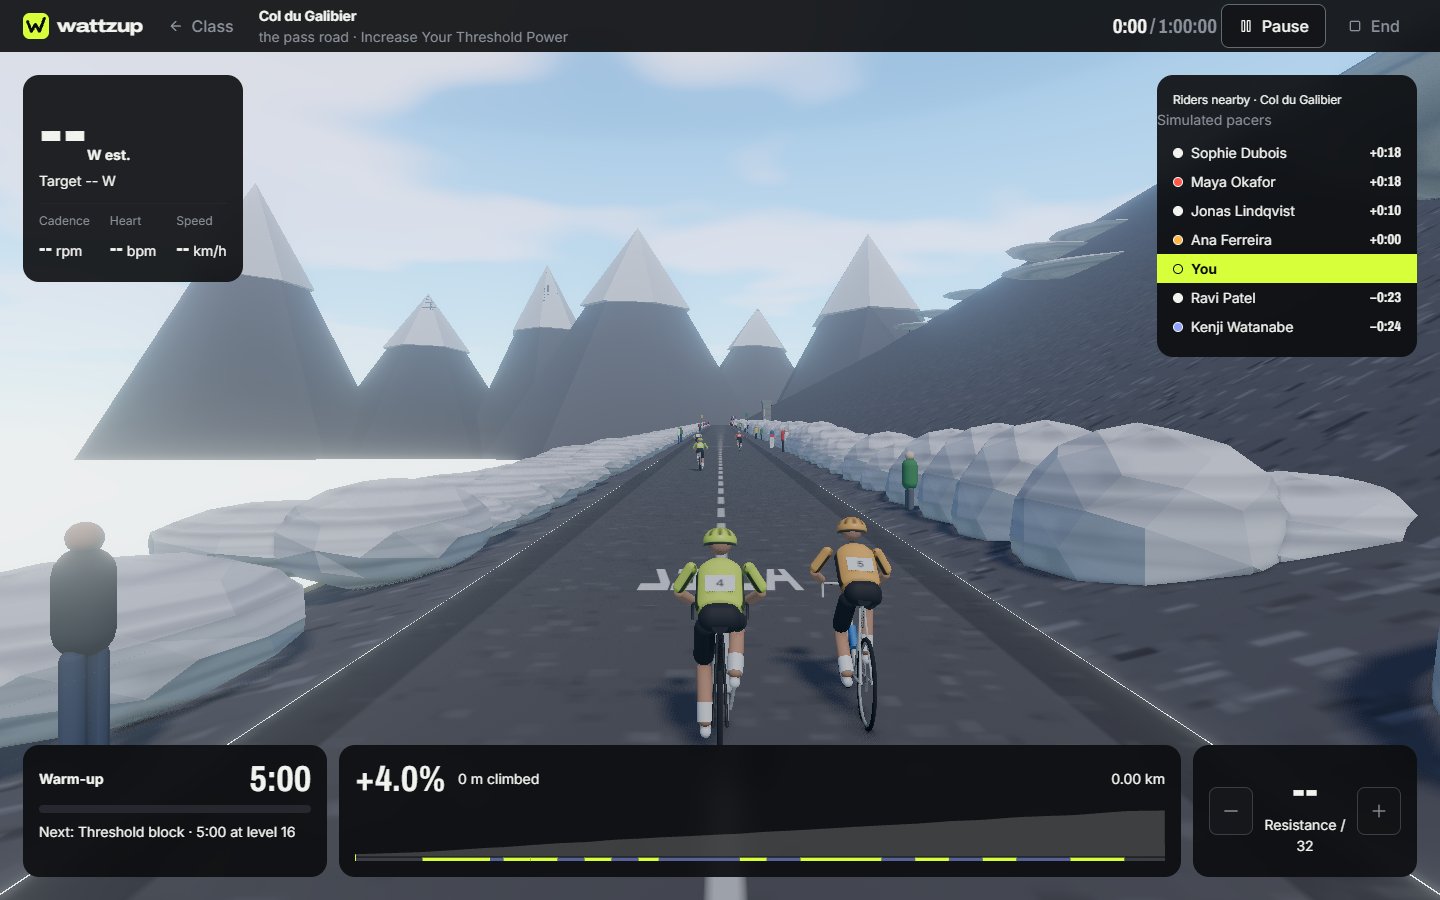 wattzup
Class
Col du Galibier
the pass road · Increase Your Threshold Power
0:00 / 1:00:00
Pause
End
-- W est.
Target -- W
Cadence Heart Speed
-- rpm -- bpm -- km/h
Riders nearby · Col du Galibier
Simulated pacers
Sophie Dubois +0:18
Maya Okafor +0:18
Jonas Lindqvist +0:10
Ana Ferreira +0:00
You
Ravi Patel −0:23
Kenji Watanabe −0:24
4
5
Warm-up 5:00
Next: Threshold block · 5:00 at level 16
+4.0% 0 m climbed 0.00 km
--
Resistance /
32